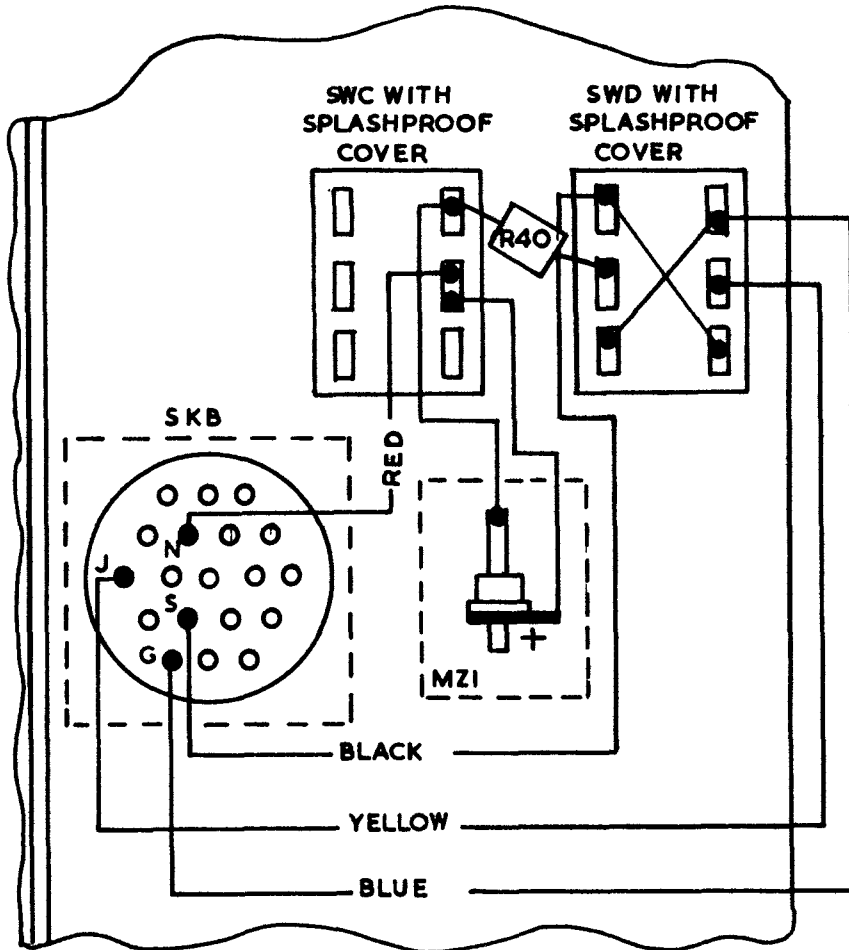 SWC WITH
SPLASHPROOF
COVER
SWD WITH
SPLASHPROOF
COVER
R40
SKB
RED
N
J
S
G
+
MZ1
BLACK
YELLOW
BLUE